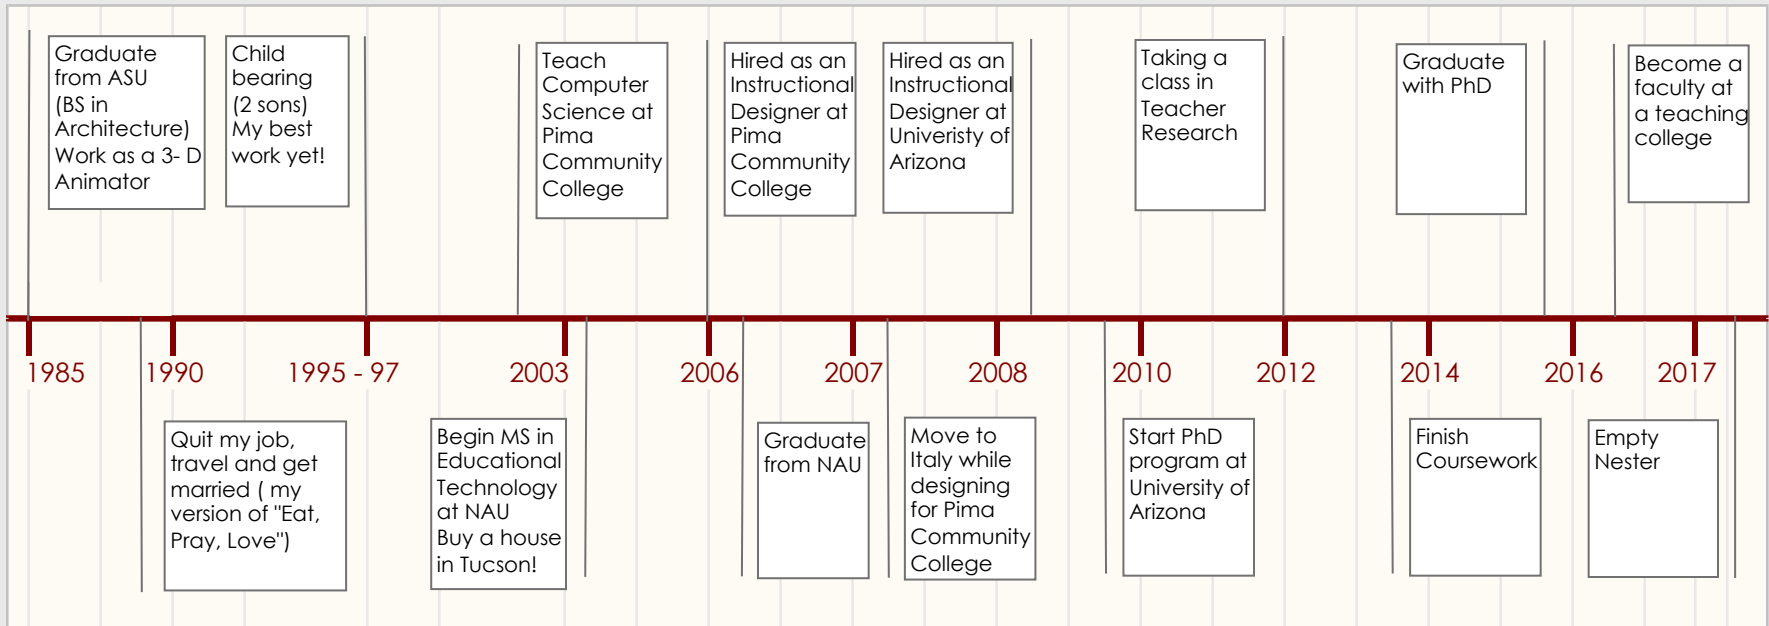 Graduate
from ASU
(BS in
Architecture)
Work as a 3- D
Animator
Child
bearing
(2 sons)
My best
work yet!
Teach
Computer
Science at
Pima
Community
College
Hired as an
Instructional
Designer at
Pima
Community
College
Hired as an
Instructional
Designer at
Univeristy of
Arizona
Taking a
class in
Teacher
Research
Graduate
with PhD
Become a
faculty at
a teaching
college
1985
1990
1995 - 97
2003
2006
2007
2008
2010
2012
2014
2016
2017
Quit my job,
travel and get
married ( my
version of "Eat,
Pray, Love")
Begin MS in
Educational
Technology
at NAU
Buy a house
in Tucson!
Graduate
from NAU
Move to
Italy while
designing
for Pima
Community
College
Start PhD
program at
University of
Arizona
Finish
Coursework
Empty
Nester